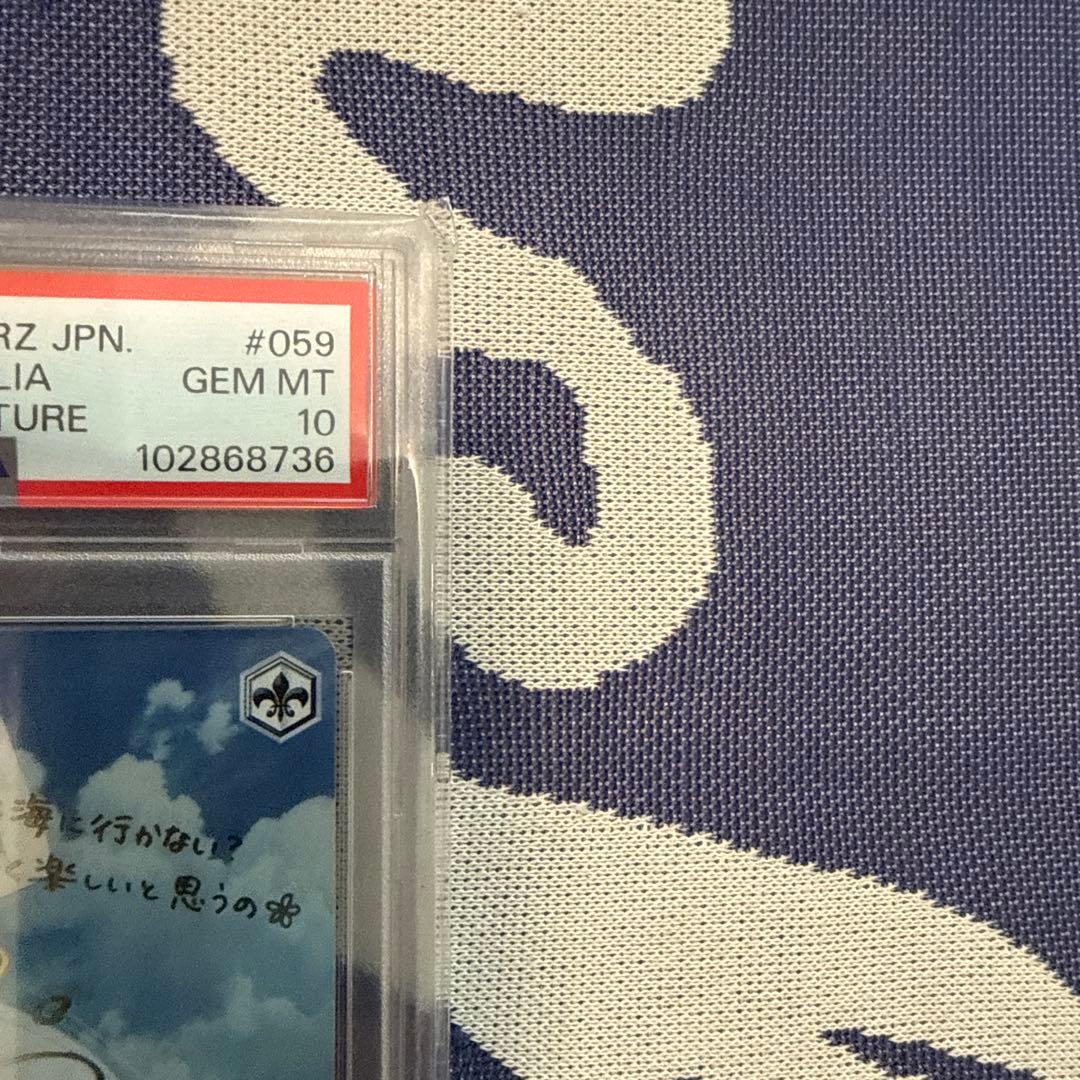 RZ JPN. #059
LIA GEM MT
TURE 10
102868736
海に行かない?
く楽しいと思うの